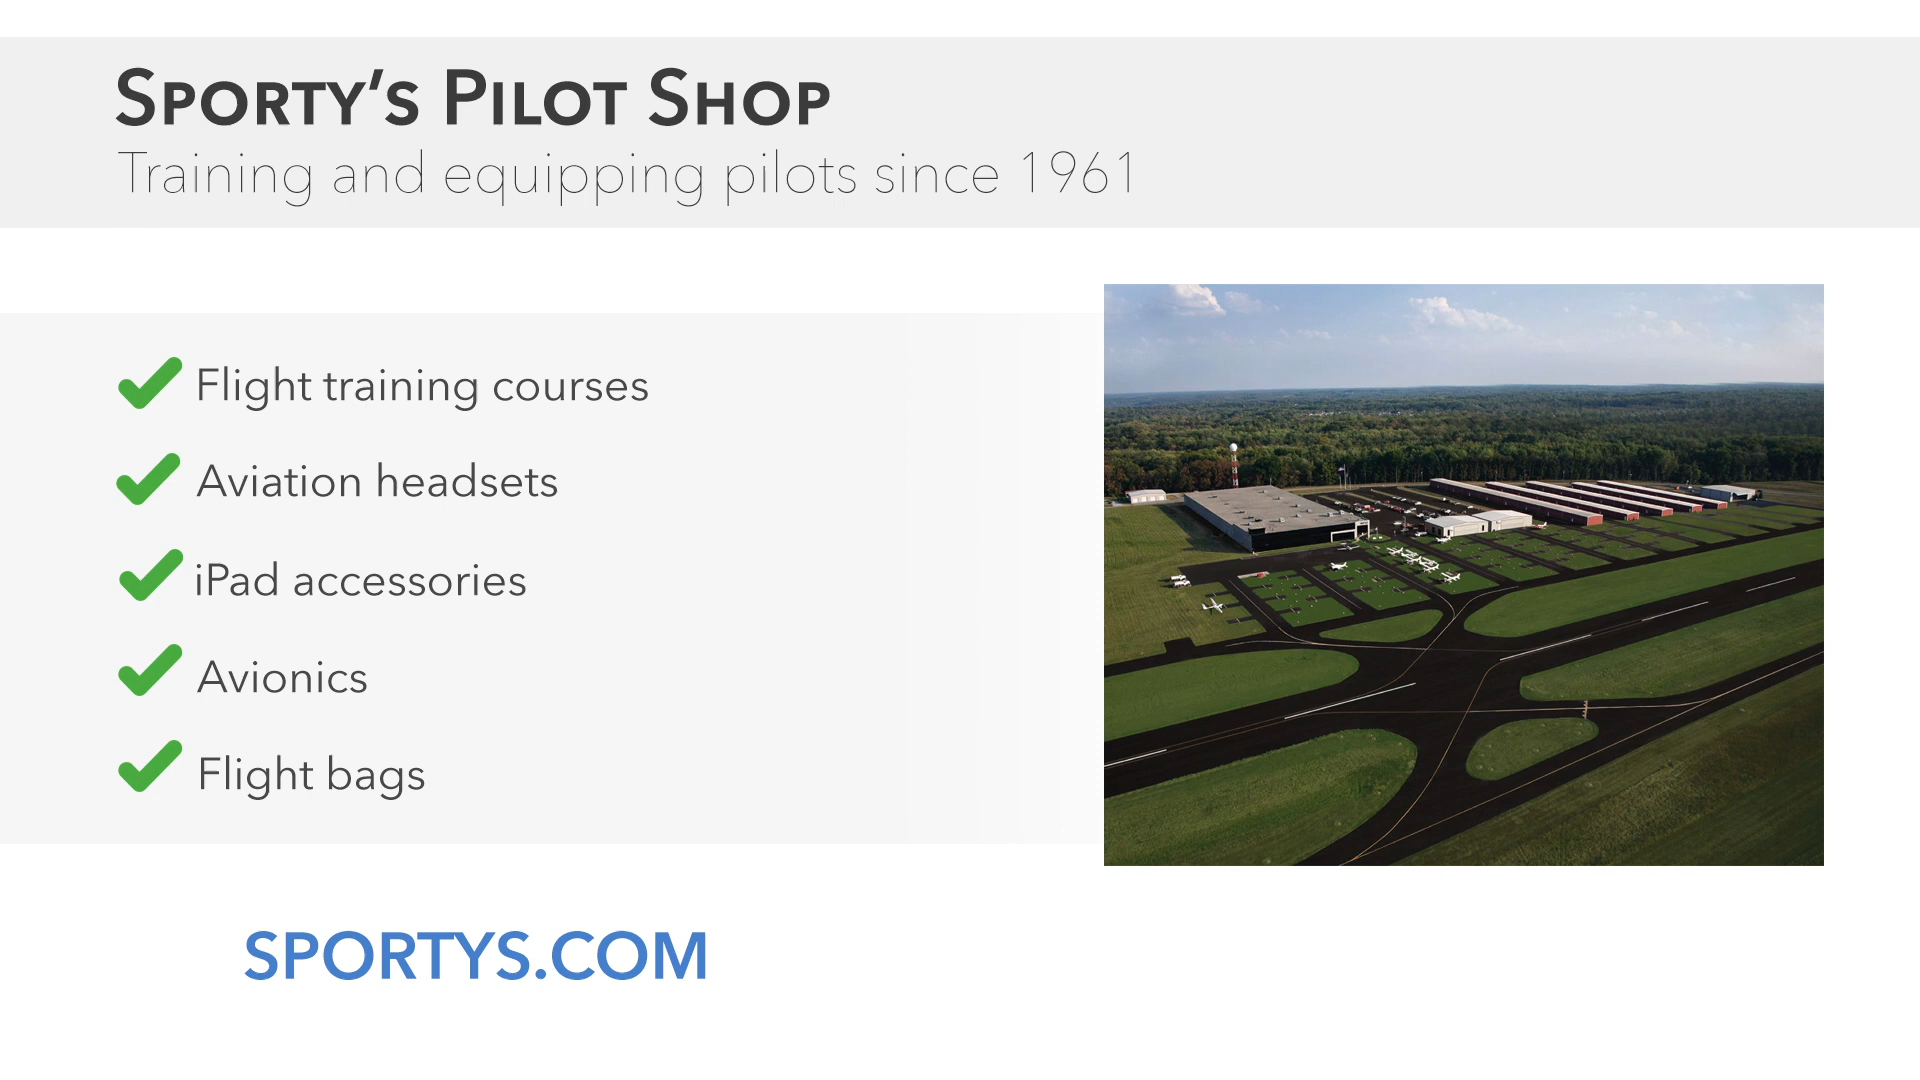 Sporty's Pilot Shop
Training and equipping pilots since 1961
Flight training courses
Aviation headsets
iPad accessories
Avionics
Flight bags
SPORTYS.COM